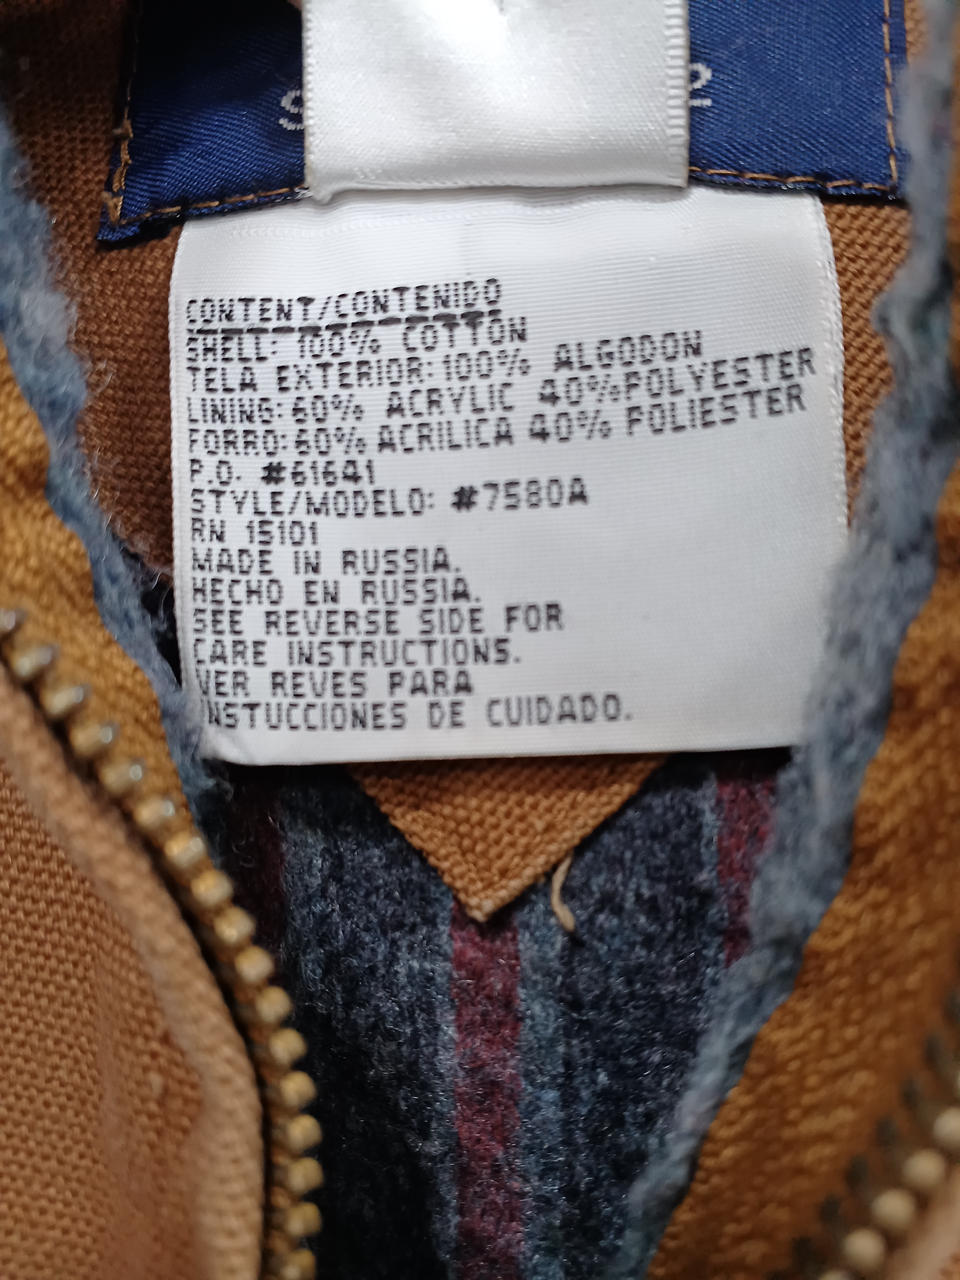 CONTENT/CONTENIDO
SHELL: 100% COTTON
TELA EXTERIOR: 100% ALGODON
LINING: 60% ACRYLIC 40% POLYESTER
FORRO: 60% ACRILICA 40% POLIESTER
P.O. #61641
STYLE/MODELO: #7580A
RN 15101
MADE IN RUSSIA.
HECHO EN RUSSIA.
SEE REVERSE SIDE FOR
CARE INSTRUCTIONS.
VER REVES PARA
INSTUCCIONES DE CUIDADO.